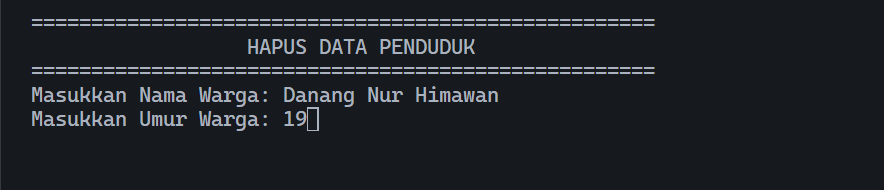 ====================================================
HAPUS DATA PENDUDUK
====================================================
Masukkan Nama Warga: Danang Nur Himawan
Masukkan Umur Warga: 19